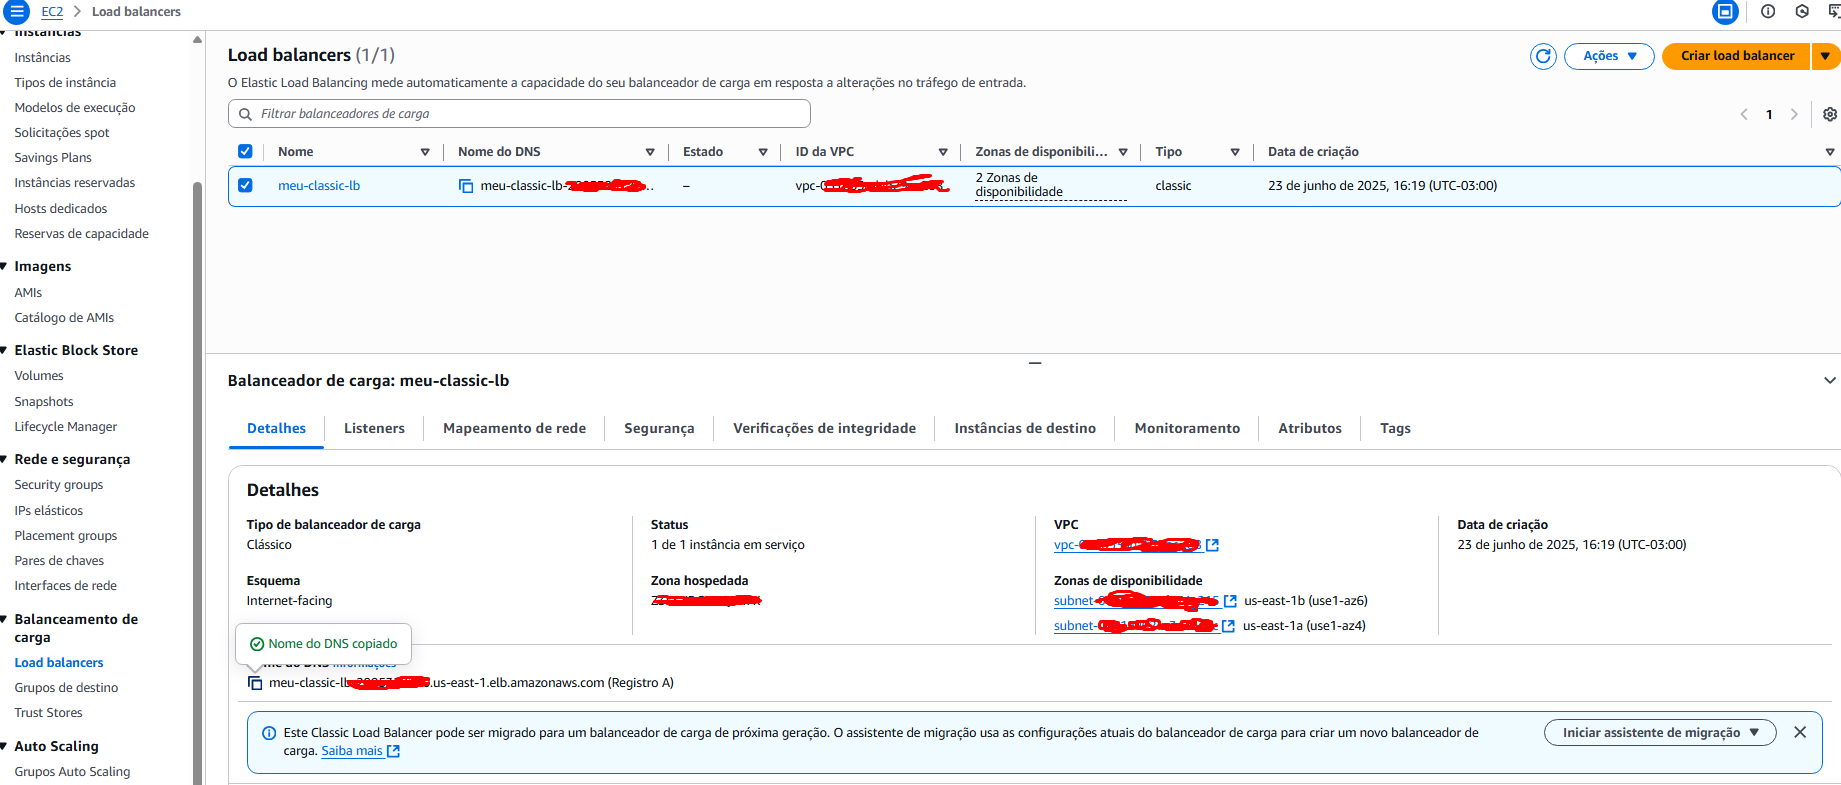 EC2 > Load balancers
Instâncias
Instâncias
Tipos de instância
Modelos de execução
Solicitações spot
Savings Plans
Instâncias reservadas
Hosts dedicados
Reservas de capacidade
Imagens
AMIs
Catálogo de AMIs
Elastic Block Store
Volumes
Snapshots
Lifecycle Manager
Rede e segurança
Security groups
IPs elásticos
Placement groups
Pares de chaves
Interfaces de rede
Balanceamento de
carga
Load balancers
Grupos de destino
Trust Stores
Auto Scaling
Grupos Auto Scaling
Load balancers (1/1)
Ações
Criar load balancer
O Elastic Load Balancing mede automaticamente a capacidade do seu balanceador de carga em resposta a alterações no tráfego de entrada.
Filtrar balanceadores de carga
1
Nome Nome do DNS Estado ID da VPC Zonas de disponibili... Tipo Data de criação
meu-classic-lb meu-classic-lb- ... – vpc- 2 Zonas de classic 23 de junho de 2025, 16:19 (UTC-03:00)
disponibilidade
Balanceador de carga: meu-classic-lb
Detalhes Listeners Mapeamento de rede Segurança Verificações de integridade Instâncias de destino Monitoramento Atributos Tags
Detalhes
Tipo de balanceador de carga
Clássico
Status
1 de 1 instância em serviço
VPC
vpc-
Data de criação
23 de junho de 2025, 16:19 (UTC-03:00)
Esquema
Internet-facing
Zona hospedada
Zonas de disponibilidade
subnet- us-east-1b (use1-az6)
subnet- us-east-1a (use1-az4)
Nome do DNS copiado
me do DNS Informações
meu-classic-lb .us-east-1.elb.amazonaws.com (Registro A)
Este Classic Load Balancer pode ser migrado para um balanceador de carga de próxima geração. O assistente de migração usa as configurações atuais do balanceador de carga para criar um novo balanceador de
carga. Saiba mais
Iniciar assistente de migração